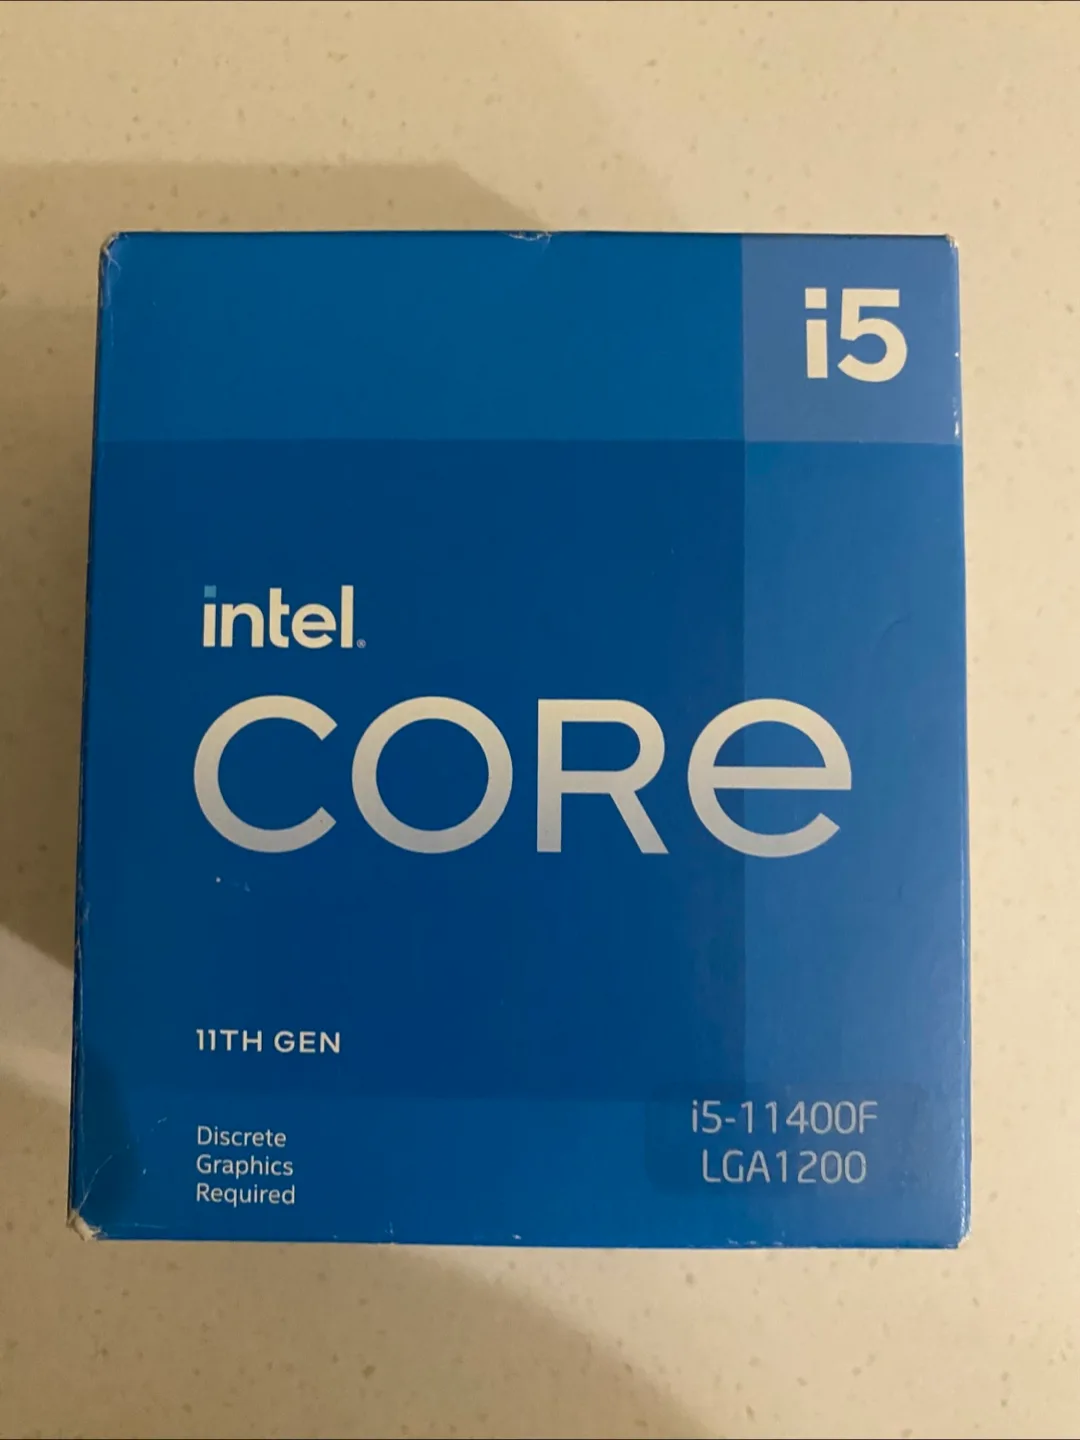 i5
intel®
CORe
11TH GEN
Discrete
Graphics
Required
i5-11400F
LGA1200